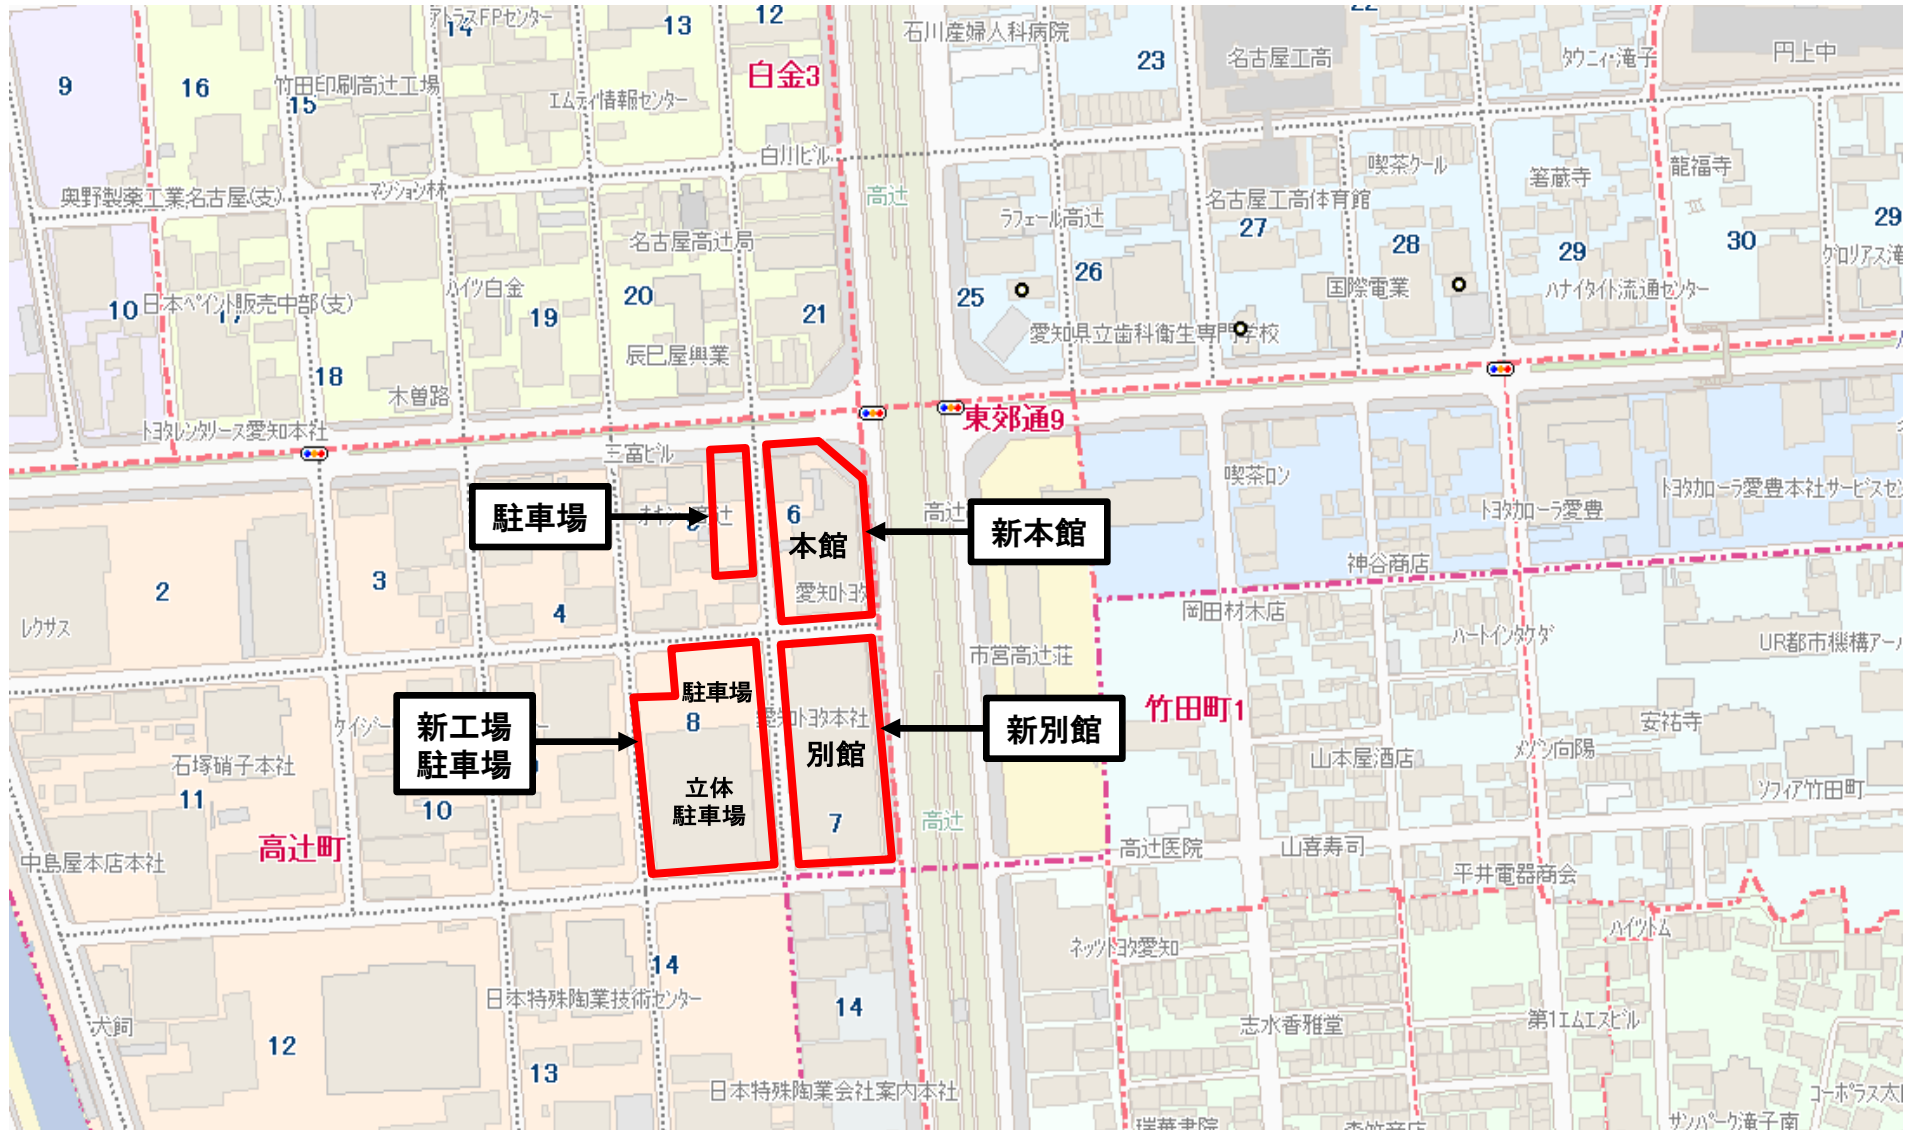 アトラスFPセンター
14
13
12
石川産婦人科病院
22
23
名古屋工高
タウニィ滝子
円上中
白金3
9
16
竹田印刷高辻工場
15
エムティ情報センター
白川ビル
奥野製薬工業名古屋(支)
マンション林
高辻
喫茶クール
箸蔵寺
龍福寺
名古屋工高体育館
ラフェール高辻
27
28
29
30
29
名古屋高辻局
26
25
ハイツ白金
20
19
21
国際電業
ハナイタイト流通センター
10
日本ペイント販売中部(支)
17
愛知県立歯科衛生専門学校
辰巳屋興業
18
木曽路
トヨタレンタリース愛知本社
東郊通9
三富ビル
喫茶ロン
トヨタカローラ愛豊本社サービスセ
トヨタカローラ愛豊
駐車場
6
本館
高辻
新本館
神谷商店
2
3
4
愛知トヨタ
岡田材木店
レクサス
ハートインタケダ
UR都市機構アー
市営高辻荘
駐車場
8
愛知トヨタ本社
別館
新別館
竹田町1
安祐寺
新工場
駐車場
石塚硝子本社
11
10
立体
駐車場
7
高辻
山本屋酒店
メゾン向陽
ソフィア竹田町
高辻町
中島屋本店本社
高辻医院
山喜寿司
平井電器商会
ハイツトム
ネッツトヨタ愛知
14
日本特殊陶業技術センター
14
犬飼
12
13
志水香雅堂
第1エムエスビル
日本特殊陶業会社案内本社
コーポラス太
サンパーク滝子南
瑞華書院